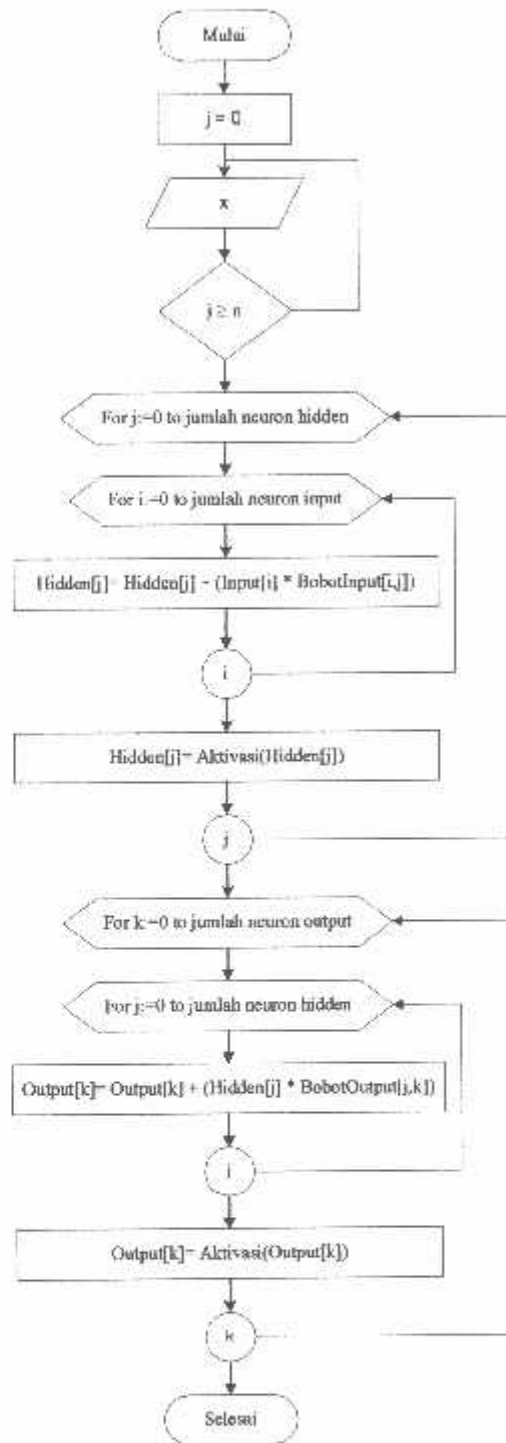 Mulai
j = 0
x
j ≥ n
For j:=0 to jumlah neuron hidden
For i:=0 to jumlah neuron input
Hidden[j]= Hidden[j] + (Input[i] * BobotInput[i,j])
i
Hidden[j]= Aktivasi(Hidden[j])
j
For k:=0 to jumlah neuron output
For j:=0 to jumlah neuron hidden
Output[k]= Output[k] + (Hidden[j] * BobotOutput[j,k])
j
Output[k]= Aktivasi(Output[k])
k
Selesai